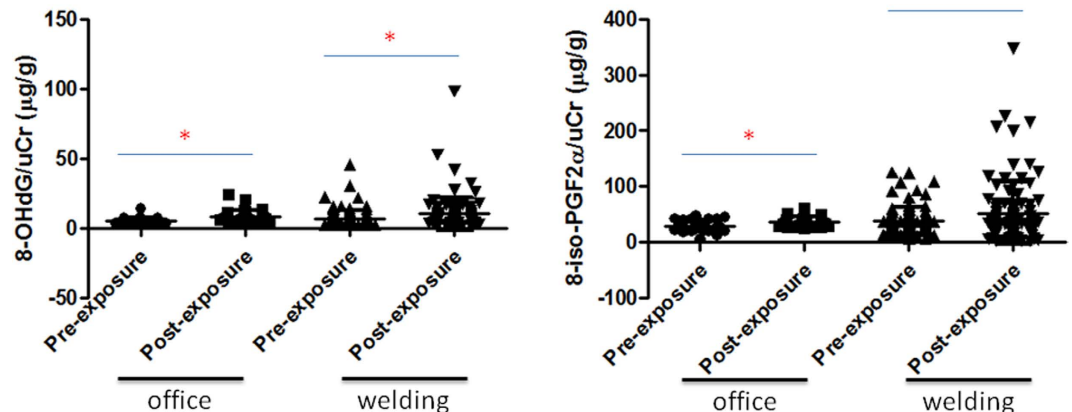 150
100
50
0
-50
8-OHdG/uCr (µg/g)
*
*
Pre-exposure
Post-exposure
Pre-exposure
Post-exposure
office
welding
400
300
200
100
0
-100
8-iso-PGF2α/uCr (µg/g)
*
Pre-exposure
Post-exposure
Pre-exposure
Post-exposure
office
welding